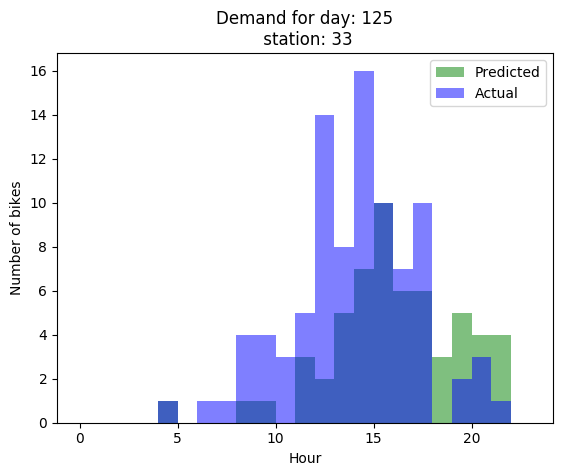 Demand for day: 125
station: 33
Predicted
Actual
Number of bikes
16
14
12
10
8
6
4
2
0
0 5 10 15 20
Hour